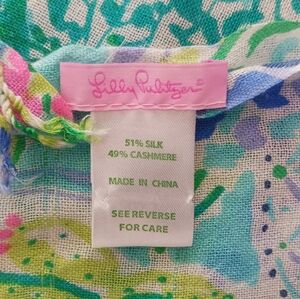 Lilly Pulitzer®
51% SILK
49% CASHMERE
MADE IN CHINA
SEE REVERSE
FOR CARE